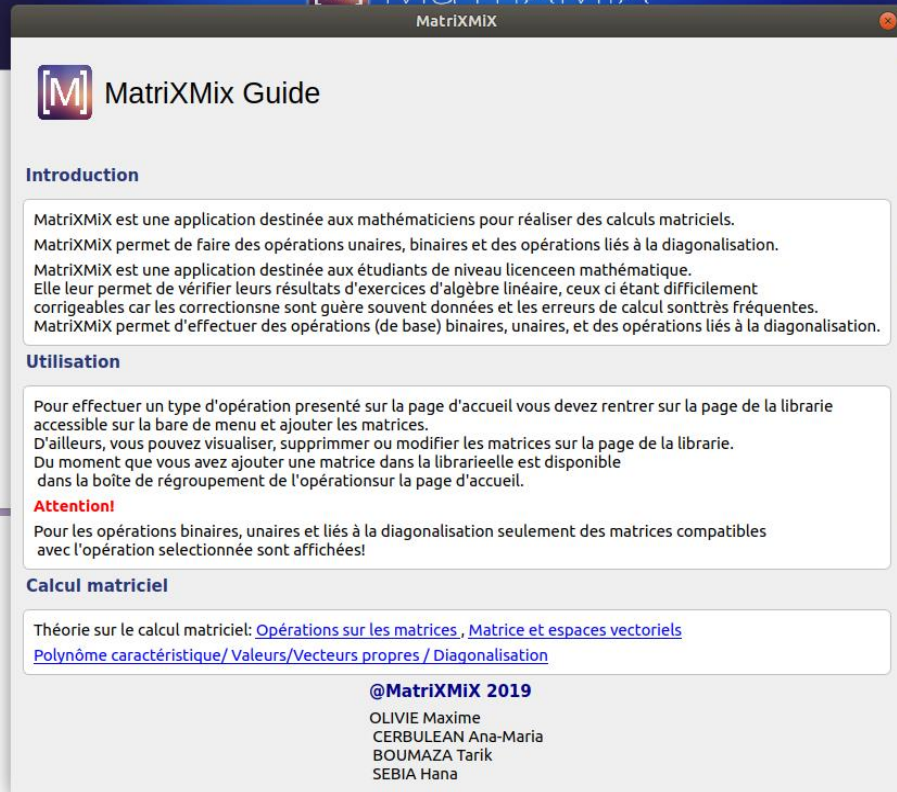 MatriXMiX
[M] MatriXMix Guide
Introduction
MatriXMiX est une application destinée aux mathématiciens pour réaliser des calculs matriciels.
MatriXMiX permet de faire des opérations unaires, binaires et des opérations liés à la diagonalisation.
MatriXMiX est une application destinée aux étudiants de niveau licenceen mathématique.
Elle leur permet de vérifier leurs résultats d'exercices d'algèbre linéaire, ceux ci étant difficilement
corrigeables car les correctionsne sont guère souvent données et les erreurs de calcul sonttrès fréquentes.
MatriXMiX permet d'effectuer des opérations (de base) binaires, unaires, et des opérations liés à la diagonalisation.
Utilisation
Pour effectuer un type d'opération presenté sur la page d'accueil vous devez rentrer sur la page de la librarie
accessible sur la bare de menu et ajouter les matrices.
D'ailleurs, vous pouvez visualiser, supprimmer ou modifier les matrices sur la page de la librarie.
Du moment que vous avez ajouter une matrice dans la librarieelle est disponible
dans la boîte de régroupement de l'opérationsur la page d'accueil.
Attention!
Pour les opérations binaires, unaires et liés à la diagonalisation seulement des matrices compatibles
avec l'opération selectionnée sont affichées!
Calcul matriciel
Théorie sur le calcul matriciel: Opérations sur les matrices , Matrice et espaces vectoriels
Polynôme caractéristique/ Valeurs/Vecteurs propres / Diagonalisation
@MatriXMiX 2019
OLIVIE Maxime
CERBULEAN Ana-Maria
BOUMAZA Tarik
SEBIA Hana